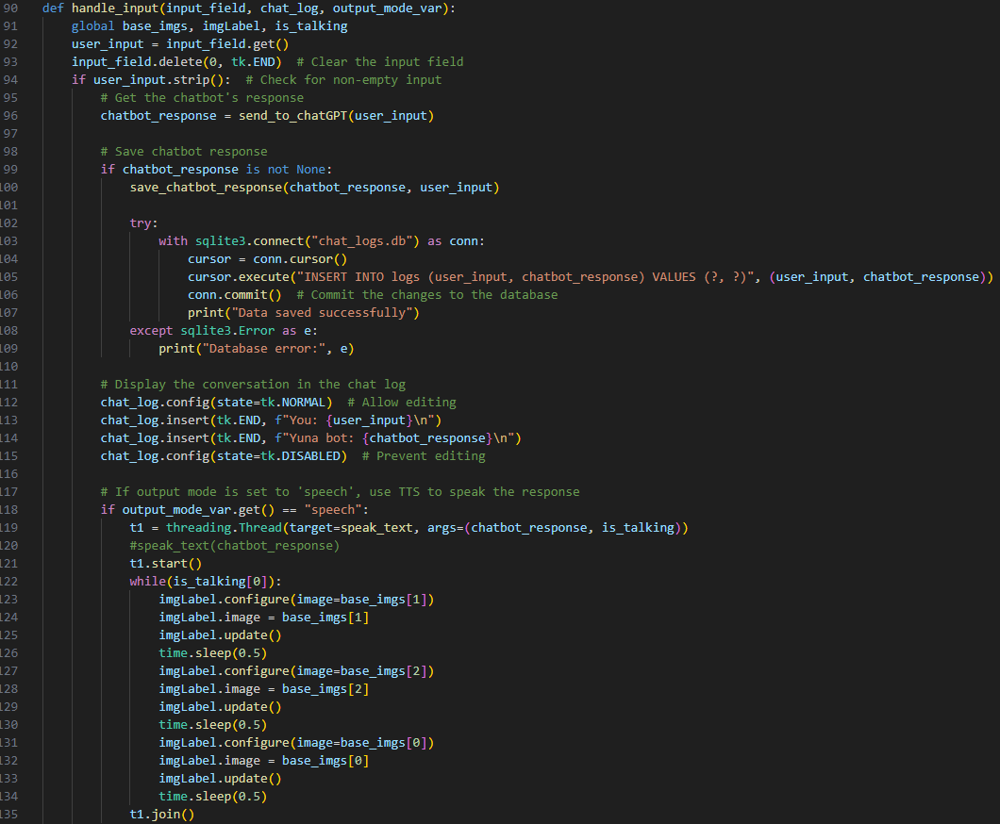 90 def handle_input(input_field, chat_log, output_mode_var):
91     global base_imgs, imgLabel, is_talking
92     user_input = input_field.get()
93     input_field.delete(0, tk.END)  # Clear the input field
94     if user_input.strip():  # Check for non-empty input
95         # Get the chatbot's response
96         chatbot_response = send_to_chatGPT(user_input)
97
98         # Save chatbot response
99         if chatbot_response is not None:
100             save_chatbot_response(chatbot_response, user_input)
101
102             try:
103                 with sqlite3.connect("chat_logs.db") as conn:
104                     cursor = conn.cursor()
105                     cursor.execute("INSERT INTO logs (user_input, chatbot_response) VALUES (?, ?)", (user_input, chatbot_response))
106                     conn.commit()  # Commit the changes to the database
107                     print("Data saved successfully")
108             except sqlite3.Error as e:
109                 print("Database error:", e)
110
111         # Display the conversation in the chat log
112         chat_log.config(state=tk.NORMAL)  # Allow editing
113         chat_log.insert(tk.END, f"You: {user_input}\n")
114         chat_log.insert(tk.END, f"Yuna bot: {chatbot_response}\n")
115         chat_log.config(state=tk.DISABLED)  # Prevent editing
116
117         # If output mode is set to 'speech', use TTS to speak the response
118         if output_mode_var.get() == "speech":
119             t1 = threading.Thread(target=speak_text, args=(chatbot_response, is_talking))
120             #speak_text(chatbot_response)
121             t1.start()
122             while(is_talking[0]):
123                 imgLabel.configure(image=base_imgs[1])
124                 imgLabel.image = base_imgs[1]
125                 imgLabel.update()
126                 time.sleep(0.5)
127                 imgLabel.configure(image=base_imgs[2])
128                 imgLabel.image = base_imgs[2]
129                 imgLabel.update()
130                 time.sleep(0.5)
131                 imgLabel.configure(image=base_imgs[0])
132                 imgLabel.image = base_imgs[0]
133                 imgLabel.update()
134                 time.sleep(0.5)
135             t1.join()